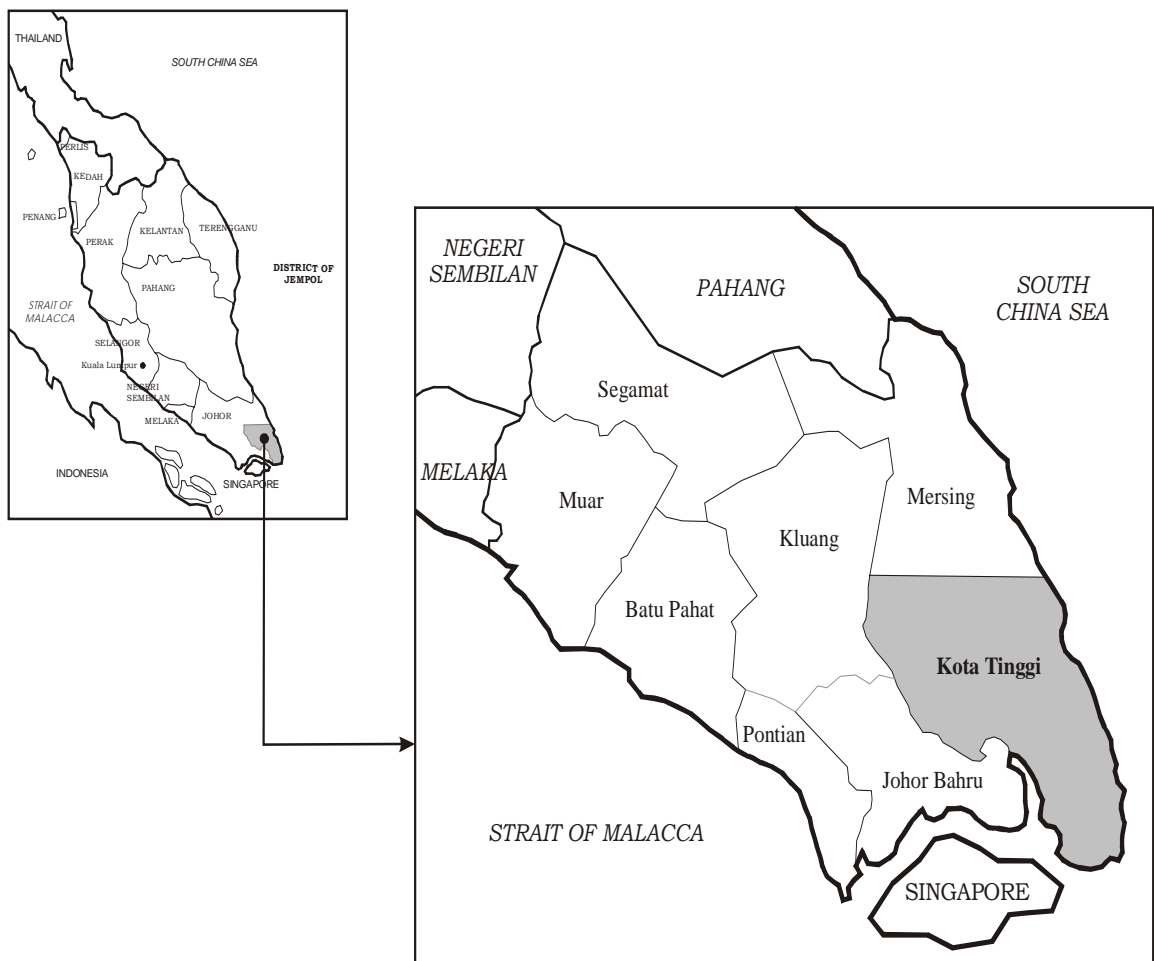 THAILAND
SOUTH CHINA SEA
PERLIS
KEDAH
PENANG
PERAK
KELANTAN
TERENGGANU
DISTRICT OF
JEMPOL
PAHANG
STRAIT OF
MALACCA
SELANGOR
Kuala Lumpur
NEGERI
SEMBILAN
MELAKA
JOHOR
INDONESIA
SINGAPORE
NEGERI
SEMBILAN
PAHANG
SOUTH
CHINA SEA
Segamat
MELAKA
Muar
Mersing
Kluang
Batu Pahat
Kota Tinggi
Pontian
Johor Bahru
STRAIT OF MALACCA
SINGAPORE